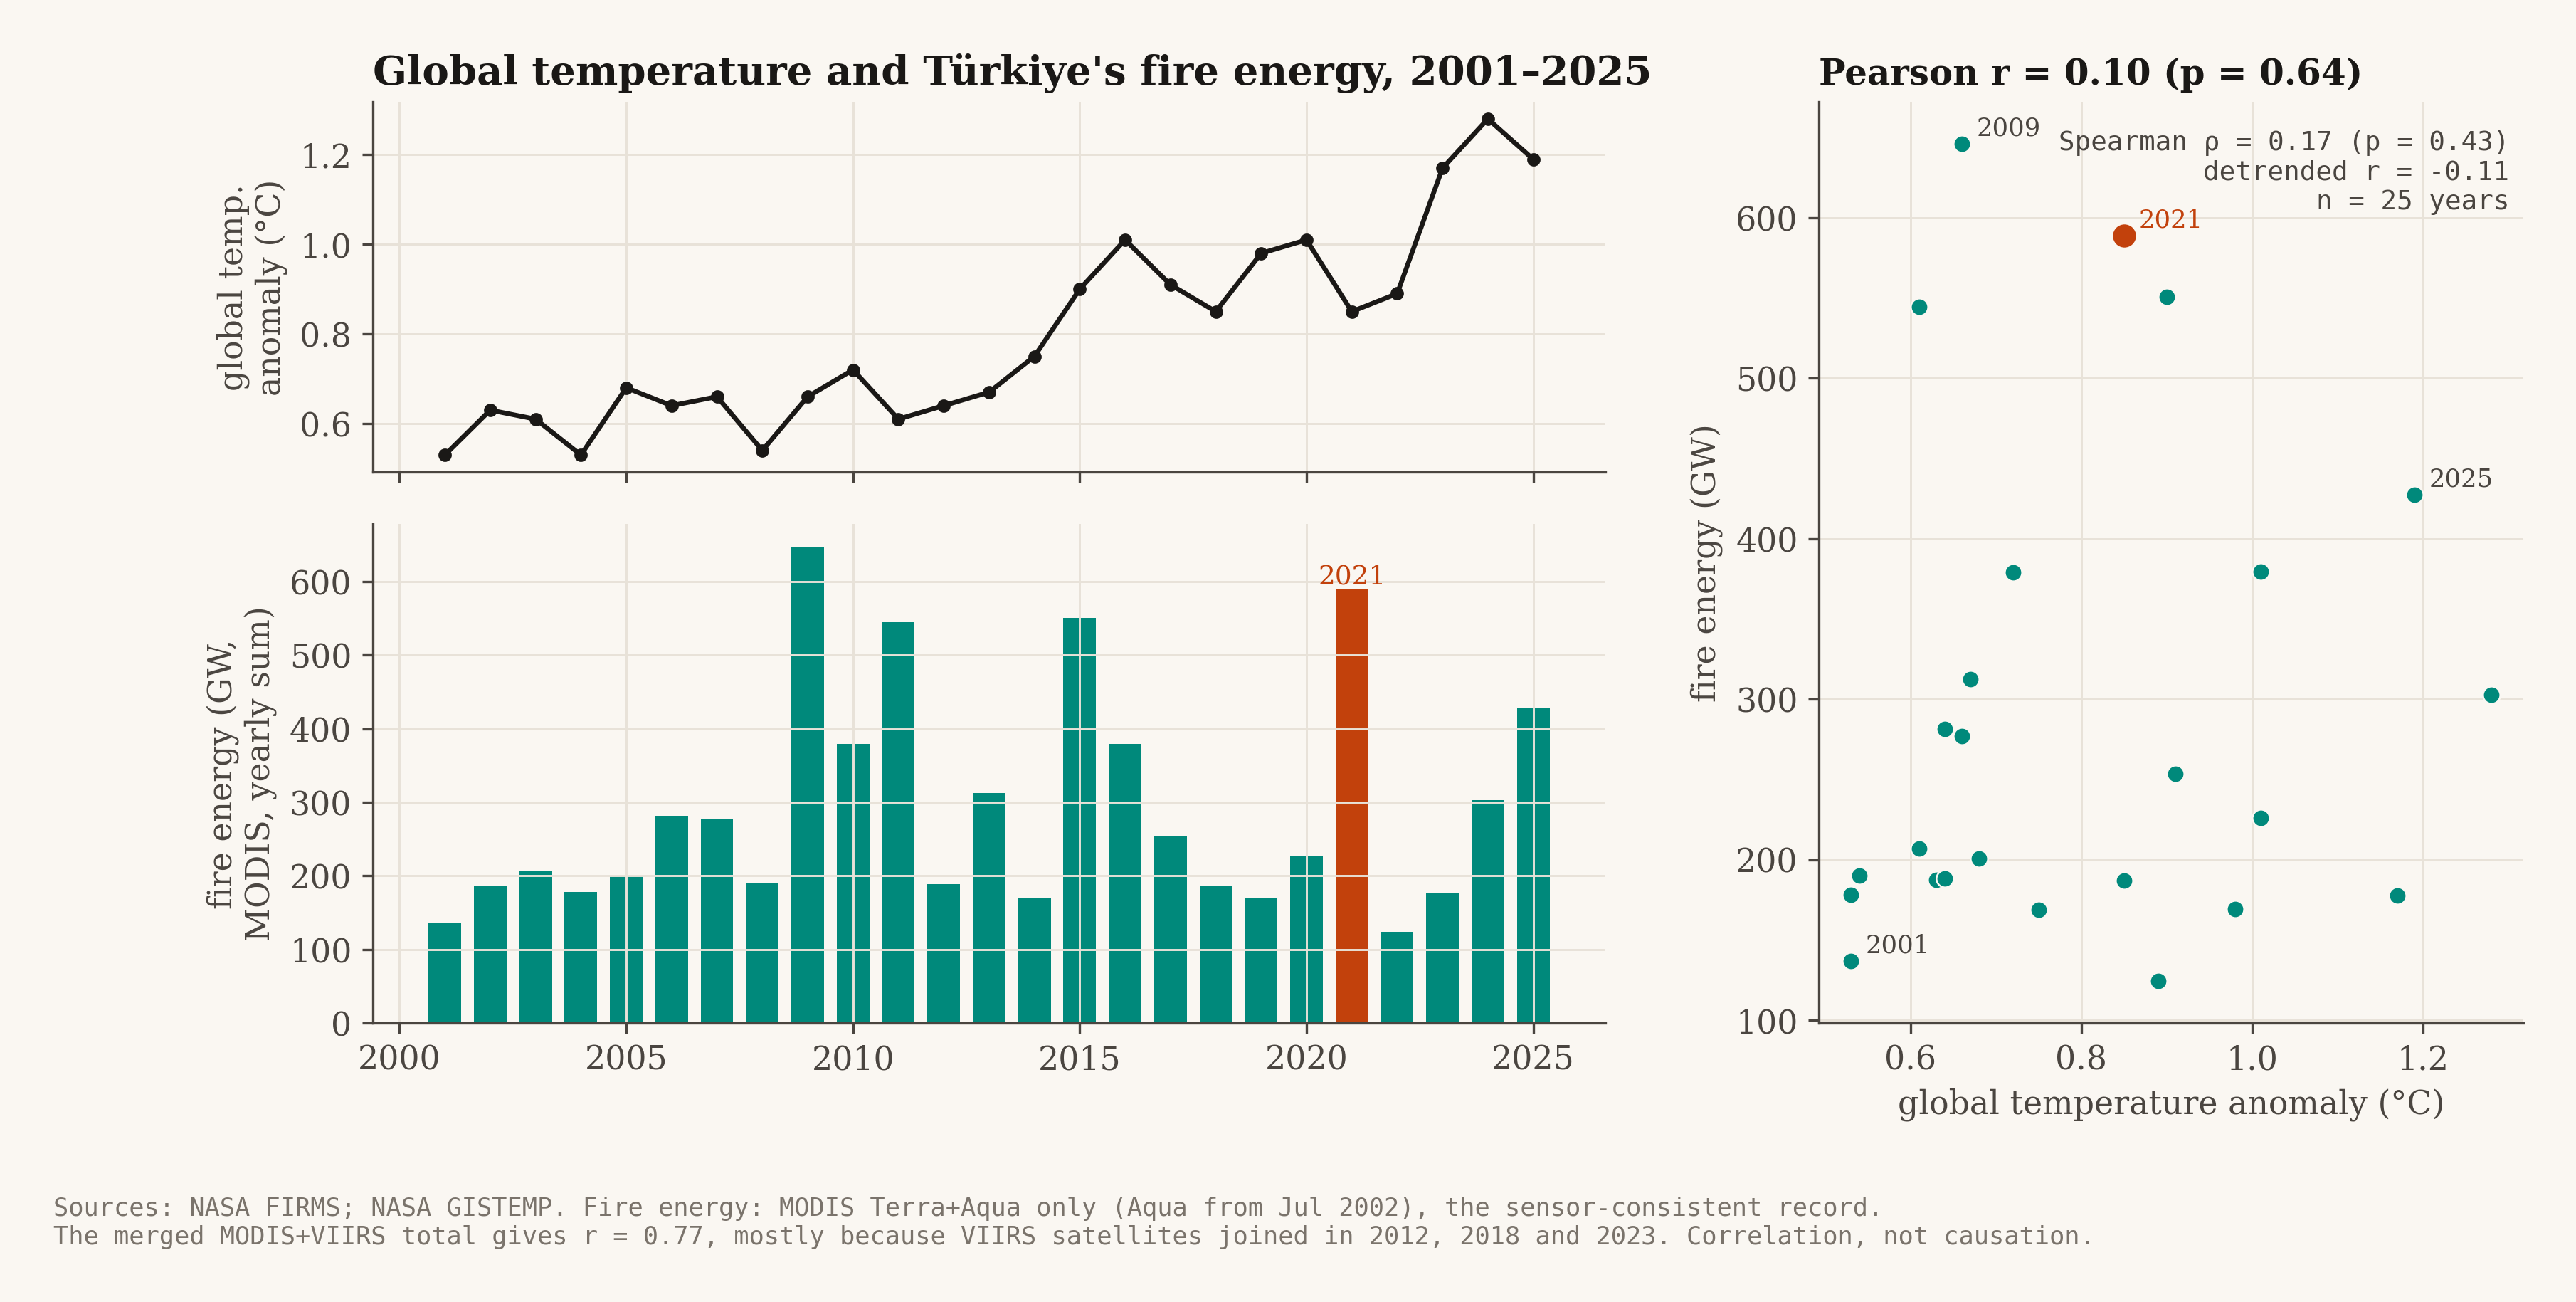 Global temperature and Türkiye's fire energy, 2001–2025
global temp.
anomaly (°C)
1.2
1.0
0.8
0.6
fire energy (GW,
MODIS, yearly sum)
600
500
400
300
200
100
0
2021
2000 2005 2010 2015 2020 2025
Pearson r = 0.10 (p = 0.64)
Spearman ρ = 0.17 (p = 0.43)
detrended r = -0.11
n = 25 years
2009
2021
2025
2001
fire energy (GW)
600
500
400
300
200
100
0.6 0.8 1.0 1.2
global temperature anomaly (°C)
Sources: NASA FIRMS; NASA GISTEMP. Fire energy: MODIS Terra+Aqua only (Aqua from Jul 2002), the sensor-consistent record.
The merged MODIS+VIIRS total gives r = 0.77, mostly because VIIRS satellites joined in 2012, 2018 and 2023. Correlation, not causation.